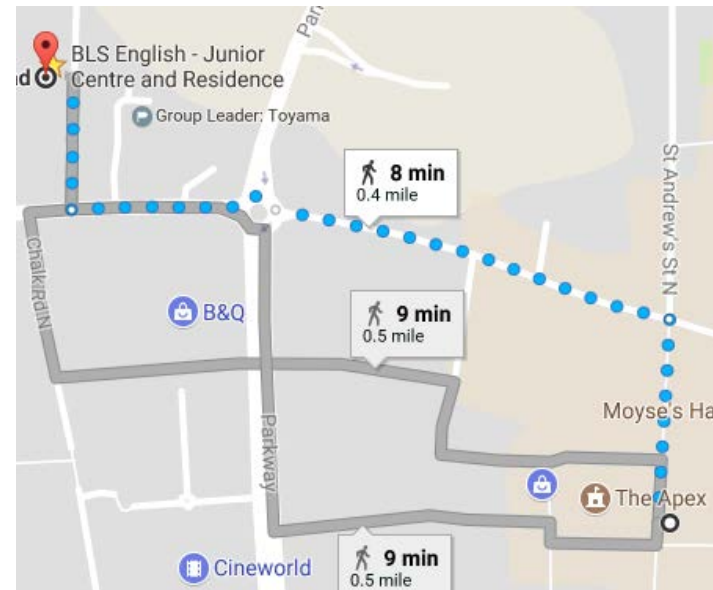 Par
BLS English - Junior
Centre and Residence
Group Leader: Toyama
8 min
0.4 mile
St Andrew's St N
Chalk Rd N
B&Q
9 min
0.5 mile
Moyse's Ha
Parkway
The Apex
9 min
0.5 mile
Cineworld